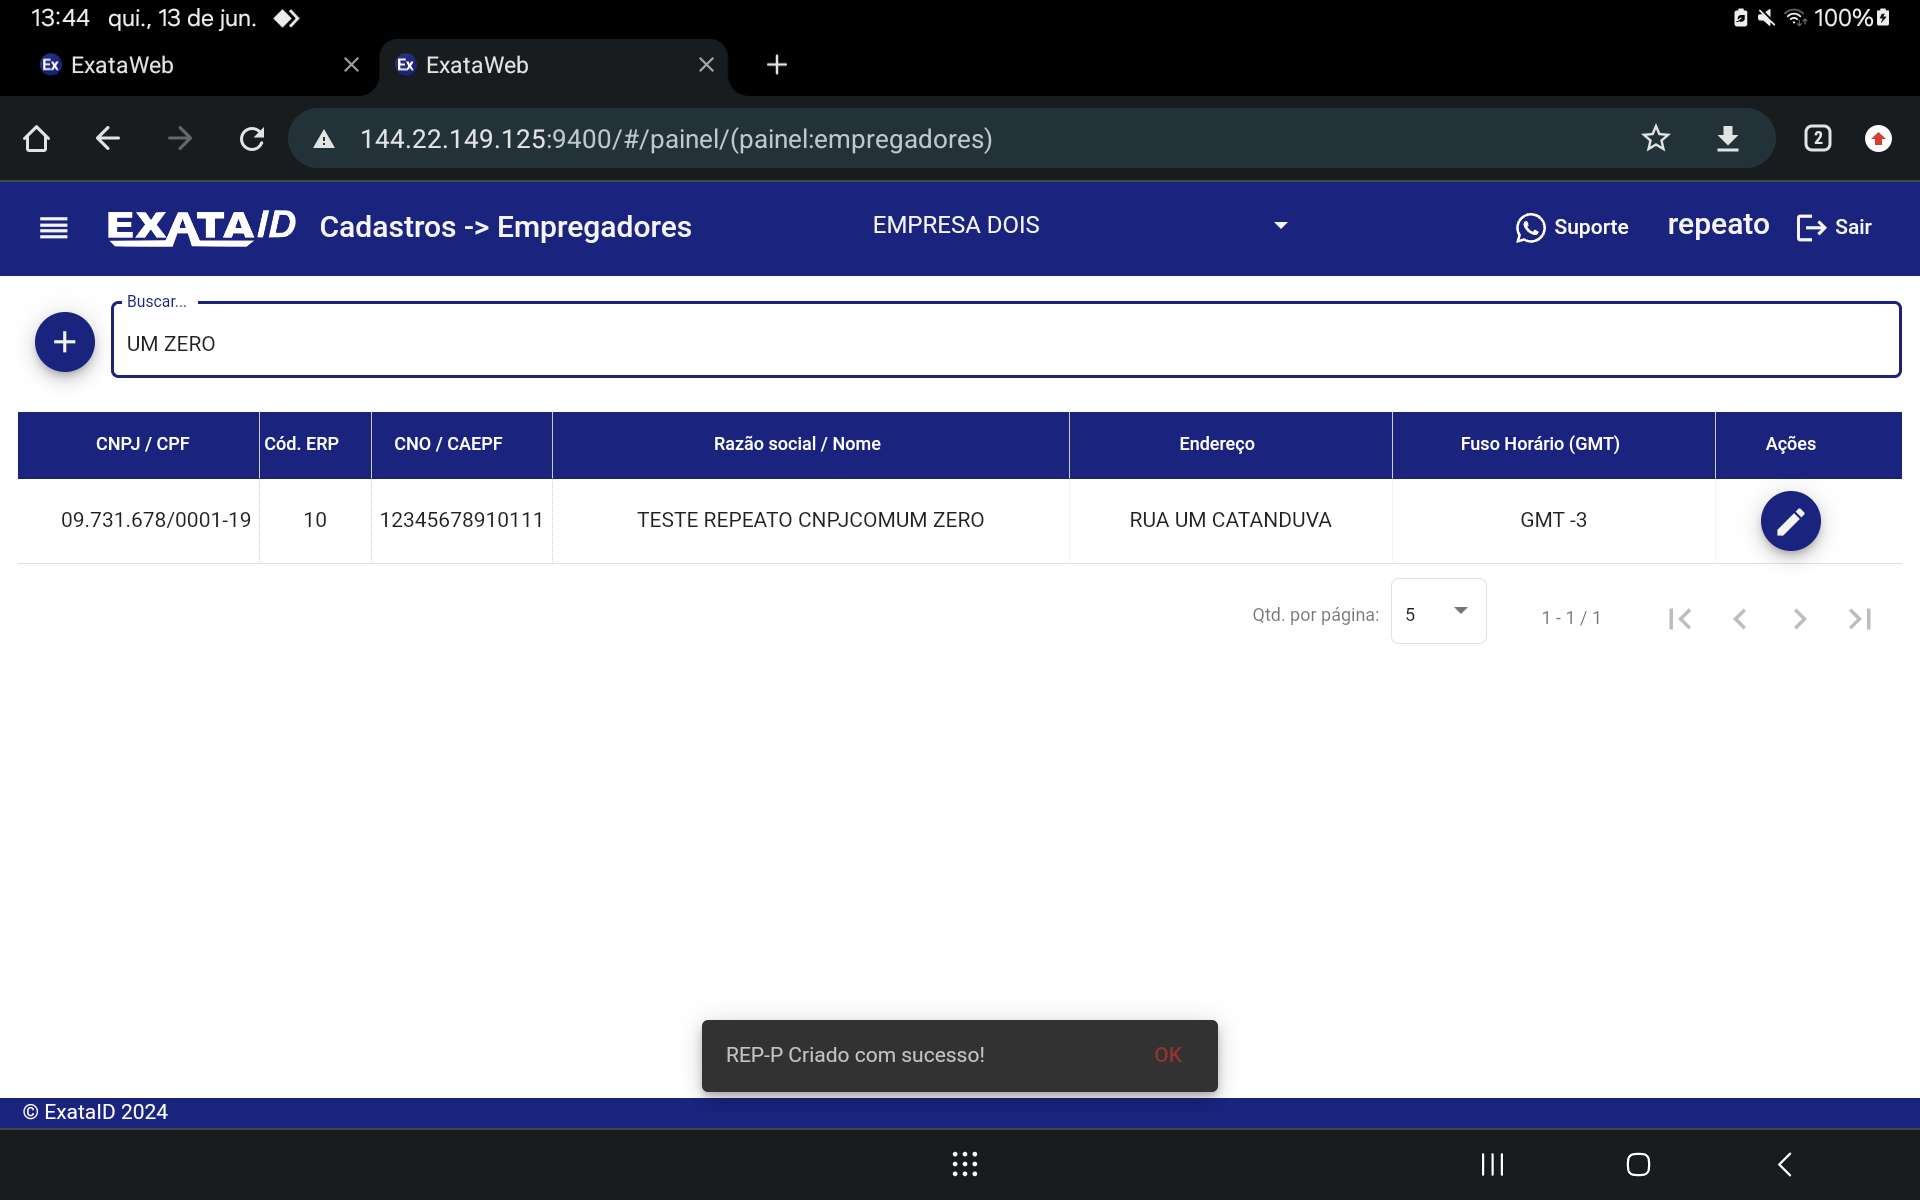 13:44 qui., 13 de jun. 100%
Ex ExataWeb Ex ExataWeb
144.22.149.125:9400/#/painel/(painel:empregadores) 2
EXATAID Cadastros -> Empregadores EMPRESA DOIS Suporte repeato Sair
Buscar...
UM ZERO
CNPJ / CPF Cód. ERP CNO / CAEPF Razão social / Nome Endereço Fuso Horário (GMT) Ações
09.731.678/0001-19 10 12345678910111 TESTE REPEATO CNPJCOMUM ZERO RUA UM CATANDUVA GMT -3
Qtd. por página: 5 1 - 1 / 1
REP-P Criado com sucesso! OK
© ExataID 2024